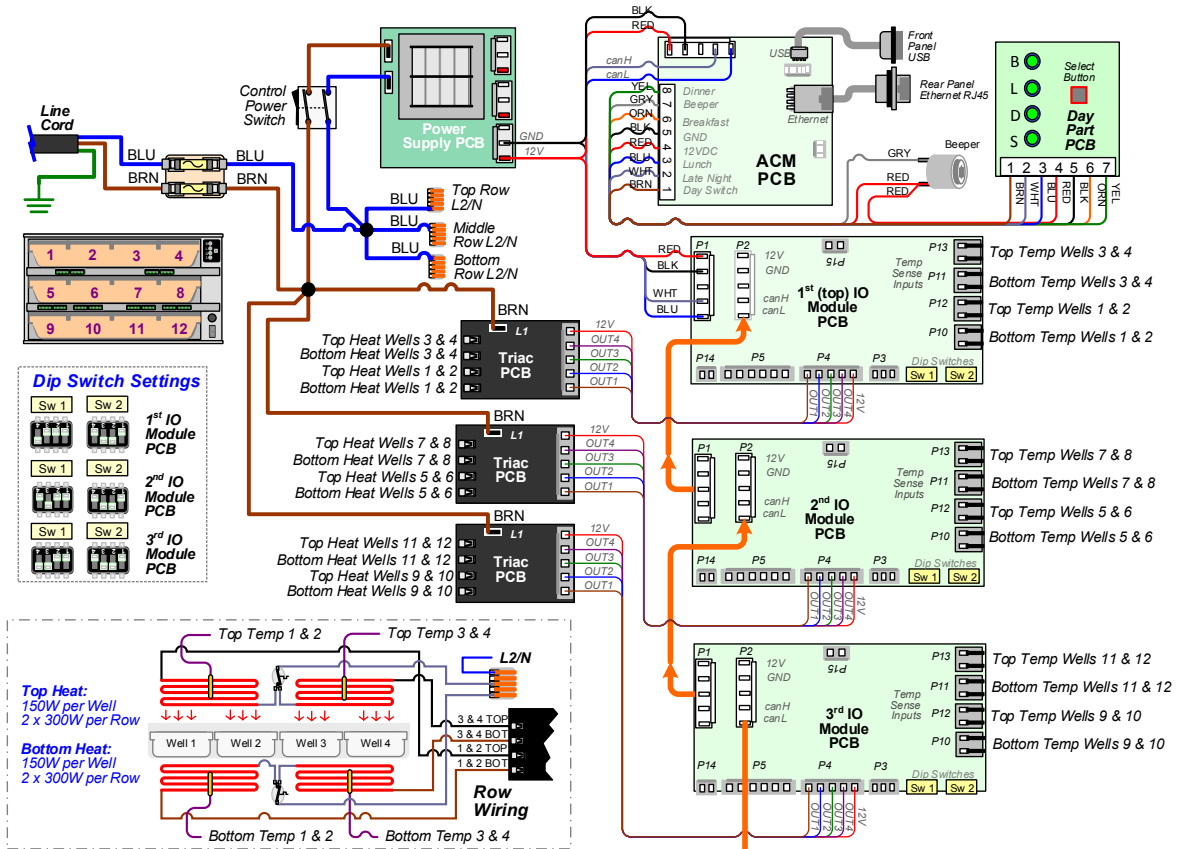 Line
Cord
BLU
BLU
BRN
BRN
Control
Power
Switch
Power
Supply PCB
GND
12V
BLK
RED
canH
canL
YEL
GRY
ORN
BLK
RED
BLU
WHT
BRN
8
7
6
5
4
3
2
1
Dinner
Beeper
Breakfast
GND
12VDC
Lunch
Late Night
Day Switch
ACM
PCB
USB
Ethernet
Front
Panel
USB
Rear Panel
Ethernet RJ45
GRY
RED
RED
Beeper
B
L
D
S
Select
Button
Day
Part
PCB
1 2 3 4 5 6 7
BRN
WHT
BLU
RED
BLK
ORN
YEL
BLU
Top Row
L2/N
BLU
Middle
Row L2/N
BLU
Bottom
Row L2/N
1 2 3 4
5 6 7 8
9 10 11 12
Dip Switch Settings
Sw 1 Sw 2
1st IO
Module
PCB
Sw 1 Sw 2
2nd IO
Module
PCB
Sw 1 Sw 2
3rd IO
Module
PCB
BRN
L1
Triac
PCB
Top Heat Wells 3 & 4
Bottom Heat Wells 3 & 4
Top Heat Wells 1 & 2
Bottom Heat Wells 1 & 2
12V
OUT4
OUT3
OUT2
OUT1
BRN
L1
Triac
PCB
Top Heat Wells 7 & 8
Bottom Heat Wells 7 & 8
Top Heat Wells 5 & 6
Bottom Heat Wells 5 & 6
12V
OUT4
OUT3
OUT2
OUT1
BRN
L1
Triac
PCB
Top Heat Wells 11 & 12
Bottom Heat Wells 11 & 12
Top Heat Wells 9 & 10
Bottom Heat Wells 9 & 10
12V
OUT4
OUT3
OUT2
OUT1
RED
BLK
WHT
BLU
P1
P2
12V
GND
canH
canL
P15
1st (top) IO
Module
PCB
Temp
Sense
Inputs
P13
P11
P12
P10
Top Temp Wells 3 & 4
Bottom Temp Wells 3 & 4
Top Temp Wells 1 & 2
Bottom Temp Wells 1 & 2
P14
P5
P4
P3
Dip Switches
Sw 1 Sw 2
OUT1
OUT2
OUT3
OUT4
12V
P1
P2
12V
GND
canH
canL
P15
2nd IO
Module
PCB
Temp
Sense
Inputs
P13
P11
P12
P10
Top Temp Wells 7 & 8
Bottom Temp Wells 7 & 8
Top Temp Wells 5 & 6
Bottom Temp Wells 5 & 6
P14
P5
P4
P3
Dip Switches
Sw 1 Sw 2
OUT1
OUT2
OUT3
OUT4
12V
P1
P2
12V
GND
canH
canL
P15
3rd IO
Module
PCB
Temp
Sense
Inputs
P13
P11
P12
P10
Top Temp Wells 11 & 12
Bottom Temp Wells 11 & 12
Top Temp Wells 9 & 10
Bottom Temp Wells 9 & 10
P14
P5
P4
P3
Dip Switches
Sw 1 Sw 2
OUT1
OUT2
OUT3
OUT4
12V
Top Temp 1 & 2
Top Temp 3 & 4
L2/N
Top Heat:
150W per Well
2 x 300W per Row
Well 1 Well 2 Well 3 Well 4
Bottom Heat:
150W per Well
2 x 300W per Row
3 & 4 TOP
3 & 4 BOT
1 & 2 TOP
1 & 2 BOT
Row
Wiring
Bottom Temp 1 & 2
Bottom Temp 3 & 4